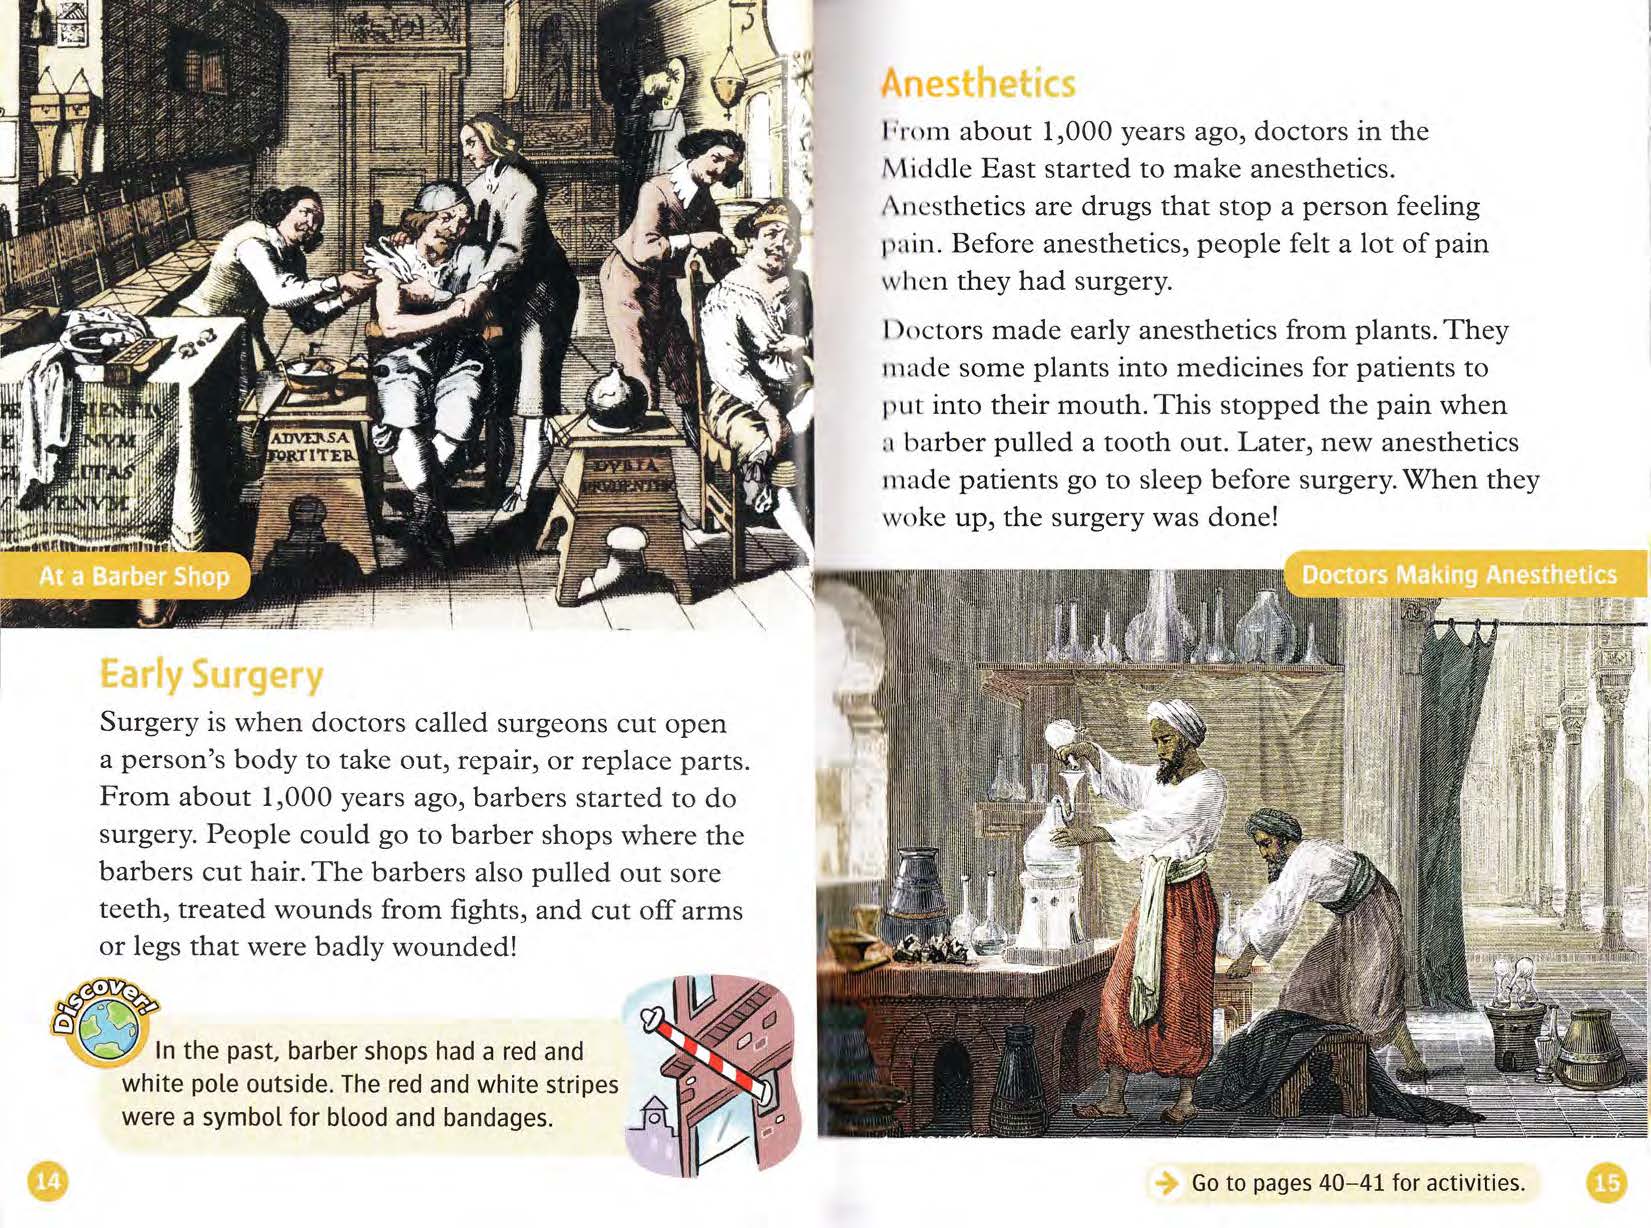 3
ADVERSA
FORTITER
DVRIA
PRUDENTER
NVM
ITAS
VENVM
At a Barber Shop
Early Surgery
Surgery is when doctors called surgeons cut open
a person's body to take out, repair, or replace parts.
From about 1,000 years ago, barbers started to do
surgery. People could go to barber shops where the
barbers cut hair. The barbers also pulled out sore
teeth, treated wounds from fights, and cut off arms
or legs that were badly wounded!
Discover!
In the past, barber shops had a red and
white pole outside. The red and white stripes
were a symbol for blood and bandages.
14
Anesthetics
From about 1,000 years ago, doctors in the
Middle East started to make anesthetics.
Anesthetics are drugs that stop a person feeling
pain. Before anesthetics, people felt a lot of pain
when they had surgery.
Doctors made early anesthetics from plants. They
made some plants into medicines for patients to
put into their mouth. This stopped the pain when
a barber pulled a tooth out. Later, new anesthetics
made patients go to sleep before surgery. When they
woke up, the surgery was done!
Doctors Making Anesthetics
Go to pages 40–41 for activities.
15